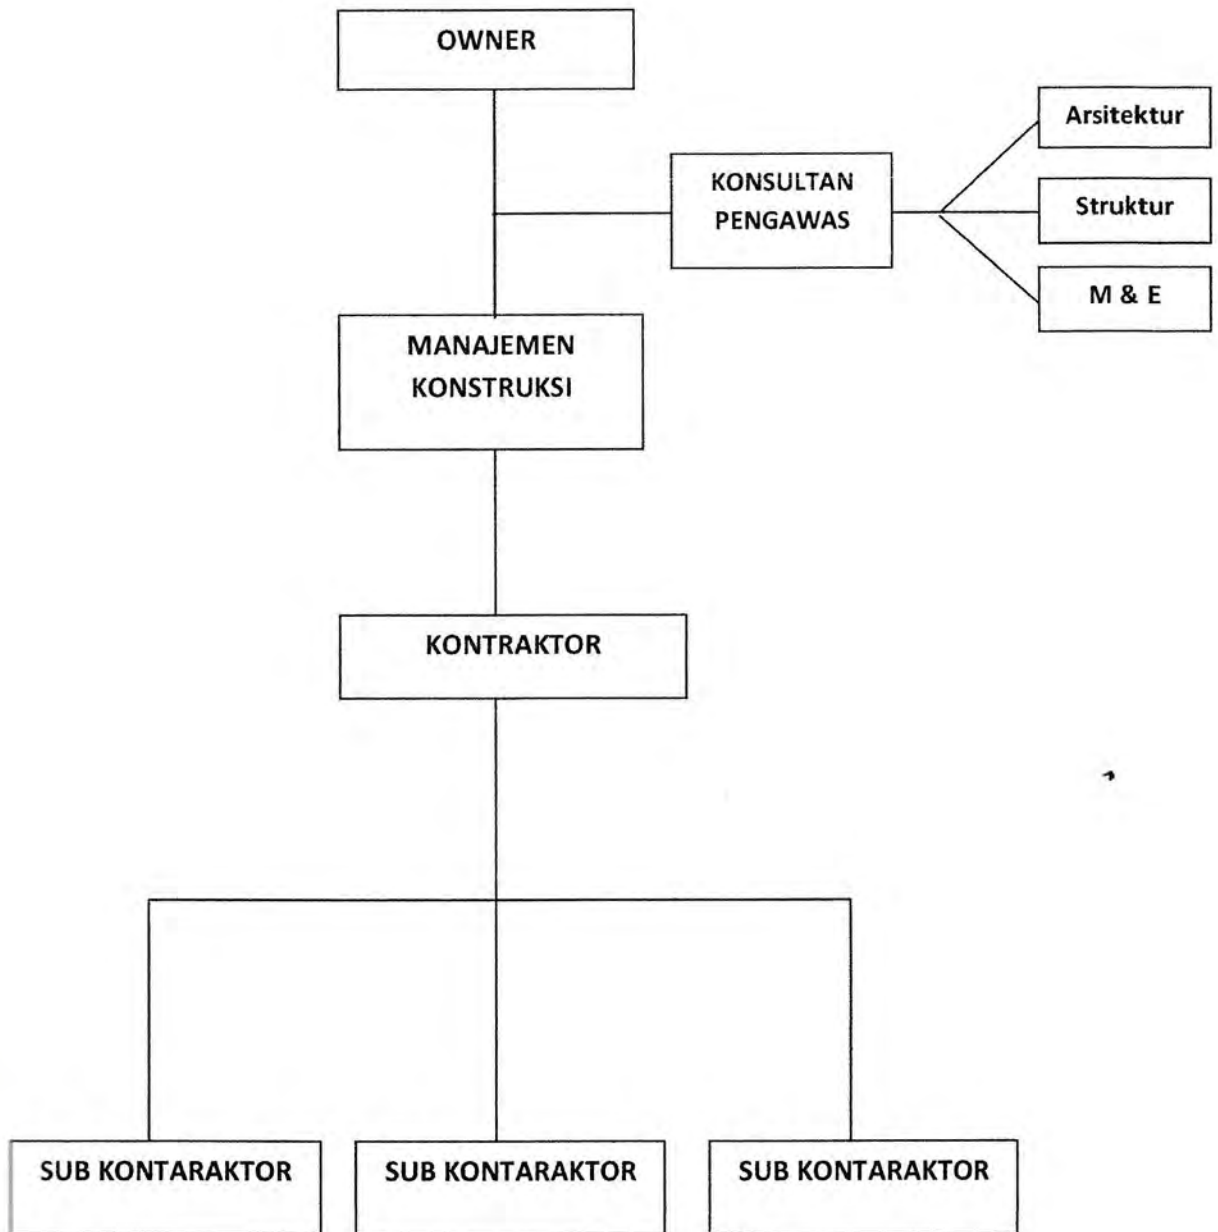 OWNER
Arsitektur
KONSULTAN
PENGAWAS
Struktur
M & E
MANAJEMEN
KONSTRUKSI
KONTRAKTOR
SUB KONTARAKTOR
SUB KONTARAKTOR
SUB KONTARAKTOR